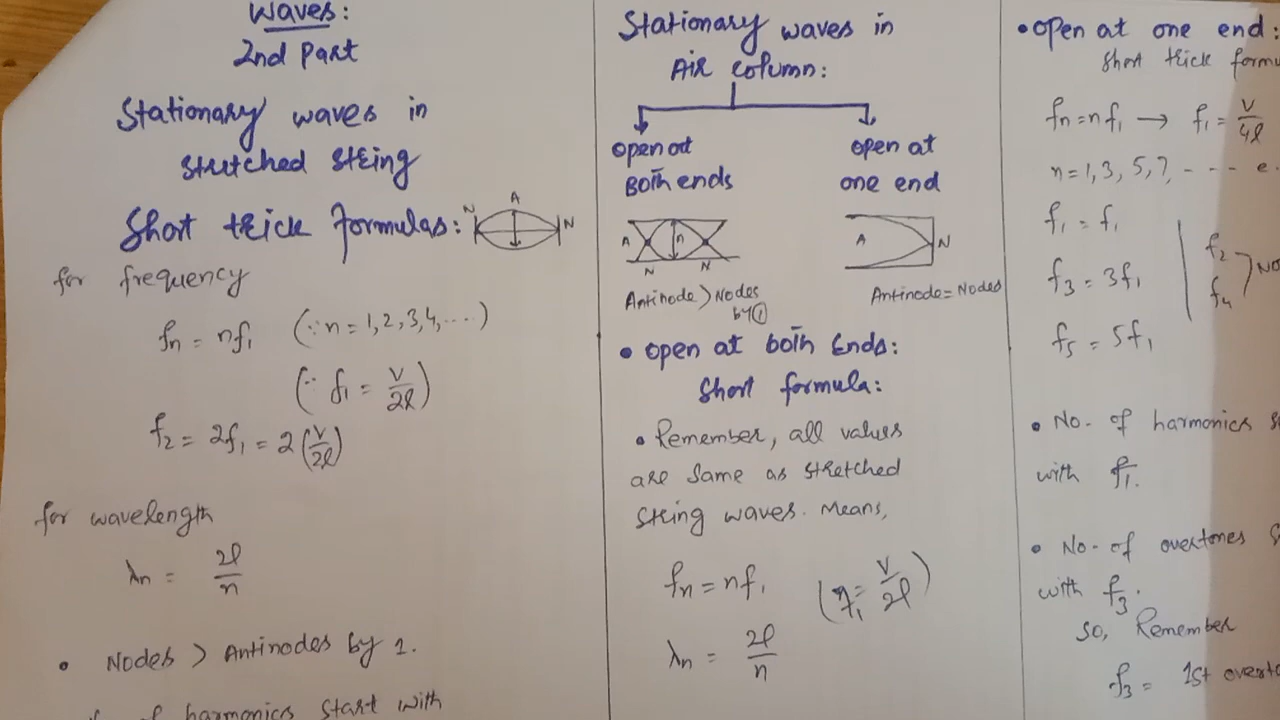 Waves:
2nd Part
Stationary waves in
stretched string
Short trick formulas:
N A N
for frequency
fn = nf1 (∵ n = 1,2,3,4,....)
(∵ f1 = v/2l)
f2 = 2f1 = 2(v/2l)
for wavelength
λn = 2l/n
• Nodes > Antinodes by 1.
of harmonics start with
Stationary waves in
Air column:
open at
Both ends
open at
one end
A n
N N
A N
Antinode > Nodes
by 1
Antinode = Nodes
• open at both Ends:
Short formula:
• Remember, all values
are same as stretched
string waves. Means,
fn = nf1 (f1 = v/2l)
λn = 2l/n
• open at one end:
short trick
fn = nf1 → f1 = v/4l
n = 1,3,5,7, - - -
f1 = f1
f3 = 3f1
f5 = 5f1
f2
f4
• No. of harmonics
with f1.
• No. of overtones
with f3.
So, Remember
f3 = 1st